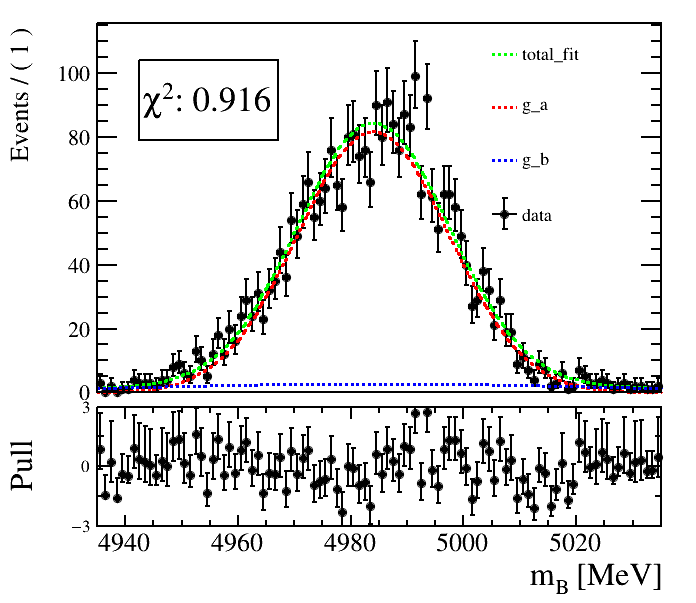 Events / ( 1 )
100
80
60
40
20
0
χ²: 0.916
total_fit
g_a
g_b
data
Pull
3
0
−3
4940 4960 4980 5000 5020
m_B [MeV]